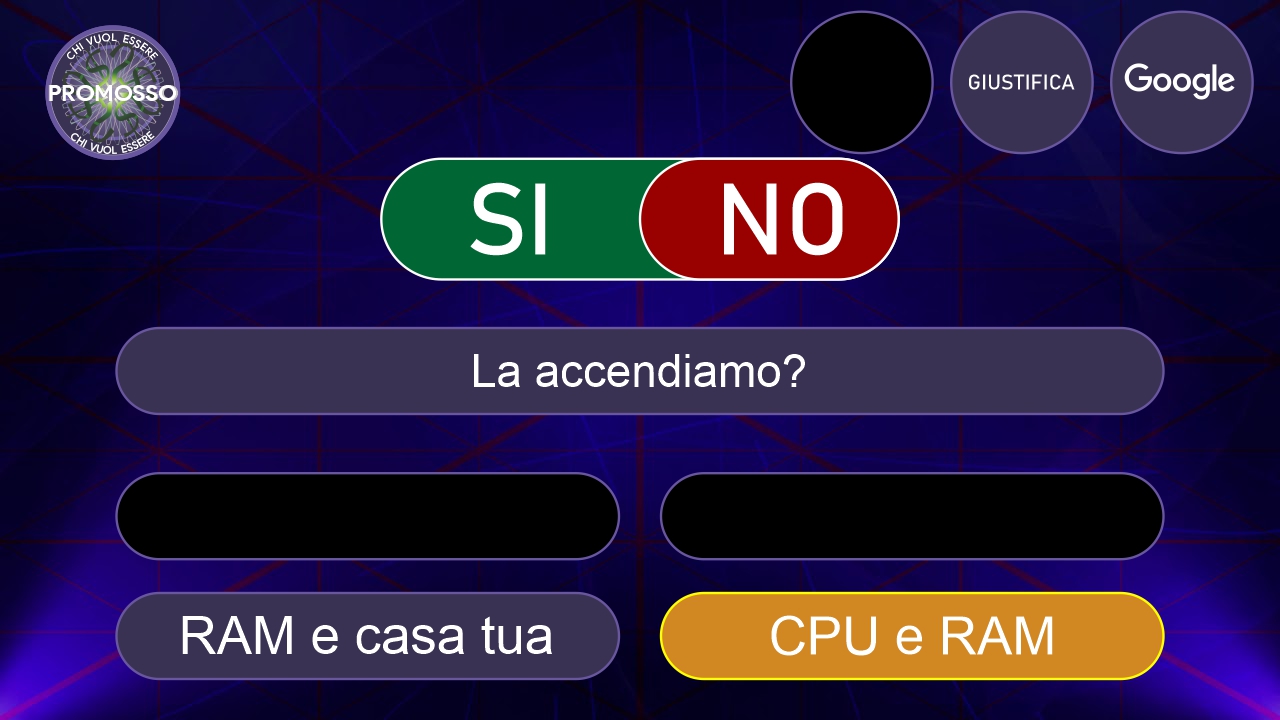 CHI VUOL ESSERE
PROMOSSO
CHI VUOL ESSERE
GIUSTIFICA
Google
SI
NO
La accendiamo?
RAM e casa tua
CPU e RAM